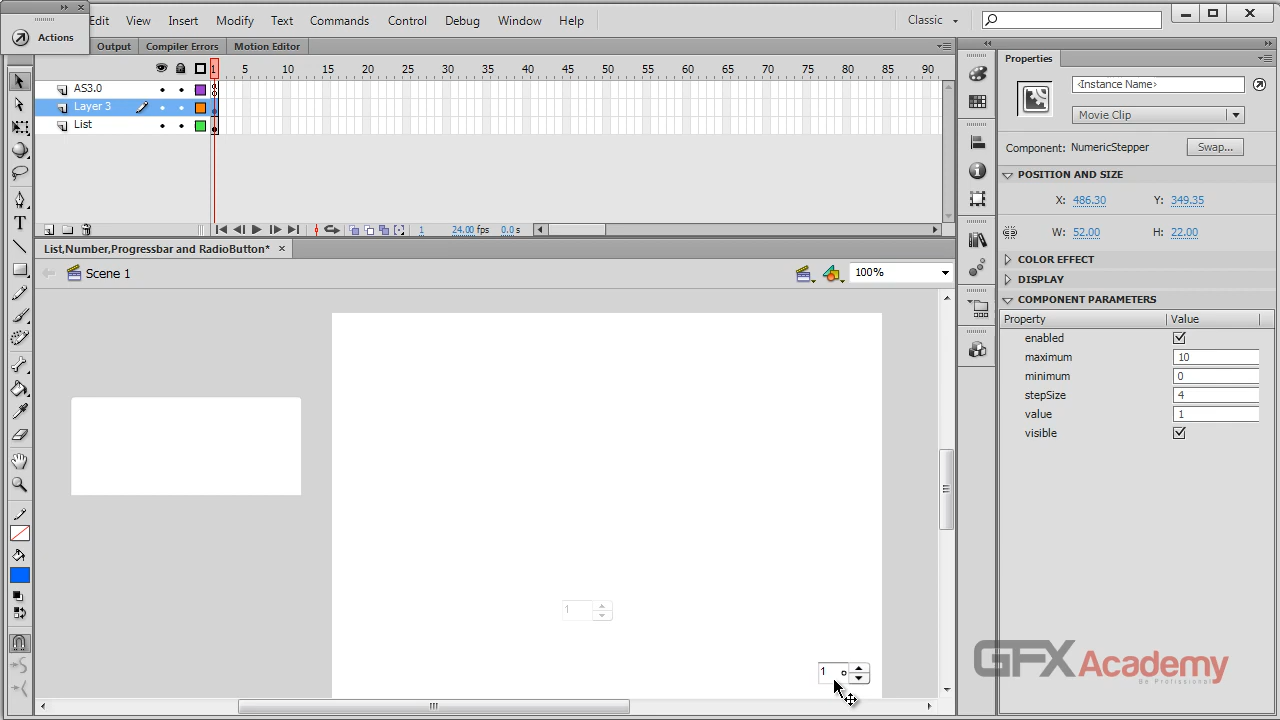 Edit View Insert Modify Text Commands Control Debug Window Help Classic
Actions
Output Compiler Errors Motion Editor
Properties
1 5 10 15 20 25 30 35 40 45 50 55 60 65 70 75 80 85 90
AS3.0
Layer 3
List
<Instance Name>
Movie Clip
Component: NumericStepper Swap...
POSITION AND SIZE
X: 486.30 Y: 349.35
W: 52.00 H: 22.00
1 24.00 fps 0.0 s
List,Number,Progressbar and RadioButton*
Scene 1 100%
COLOR EFFECT
DISPLAY
COMPONENT PARAMETERS
Property Value
enabled
maximum 10
minimum 0
stepSize 4
value 1
visible
1
1
GFXAcademy
Be Professional